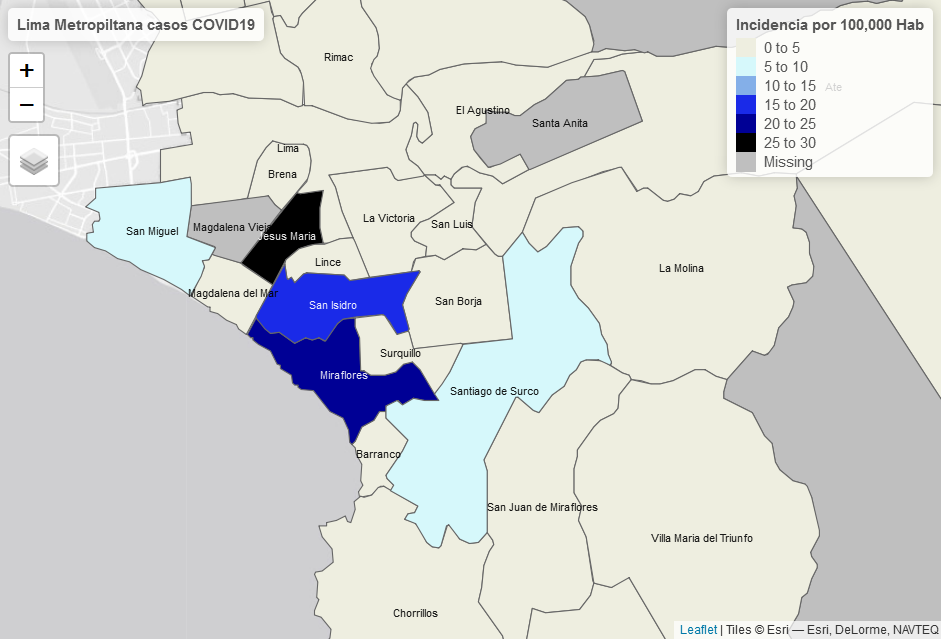 Lima Metropiltana casos COVID19
Incidencia por 100,000 Hab
0 to 5
5 to 10
10 to 15
15 to 20
20 to 25
25 to 30
Missing
+
−
Ate
Rimac
El Agustino
Santa Anita
Lima
Brena
La Victoria
San Luis
San Miguel
Magdalena Viej
Jesus Maria
Lince
La Molina
Magdalena del Mar
San Isidro
San Borja
Surquillo
Miraflores
Santiago de Surco
Barranco
San Juan de Miraflores
Villa Maria del Triunfo
Chorrillos
Leaflet | Tiles © Esri — Esri, DeLorme, NAVTEQ